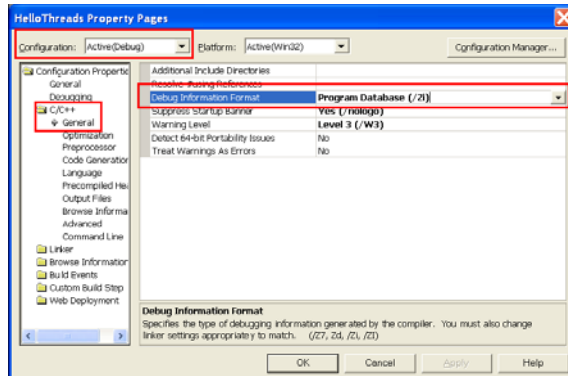 HelloThreads Property Pages
Configuration: Active(Debug) Platform: Active(Win32) Configuration Manager...
Configuration Propertie
General
Debugging
C/C++
General
Optimization
Preprocessor
Code Generation
Language
Precompiled Hea
Output Files
Browse Informa
Advanced
Command Line
Linker
Browse Information
Build Events
Custom Build Step
Web Deployment
Additional Include Directories
Resolve #using References
Debug Information Format Program Database (/Zi)
Suppress Startup Banner Yes (/nologo)
Warning Level Level 3 (/W3)
Detect 64-bit Portability Issues No
Treat Warnings As Errors No
Debug Information Format
Specifies the type of debugging information generated by the compiler. You must also change
linker settings appropriately to match. (/Z7, Zd, /Zi, /ZI)
OK Cancel Apply Help